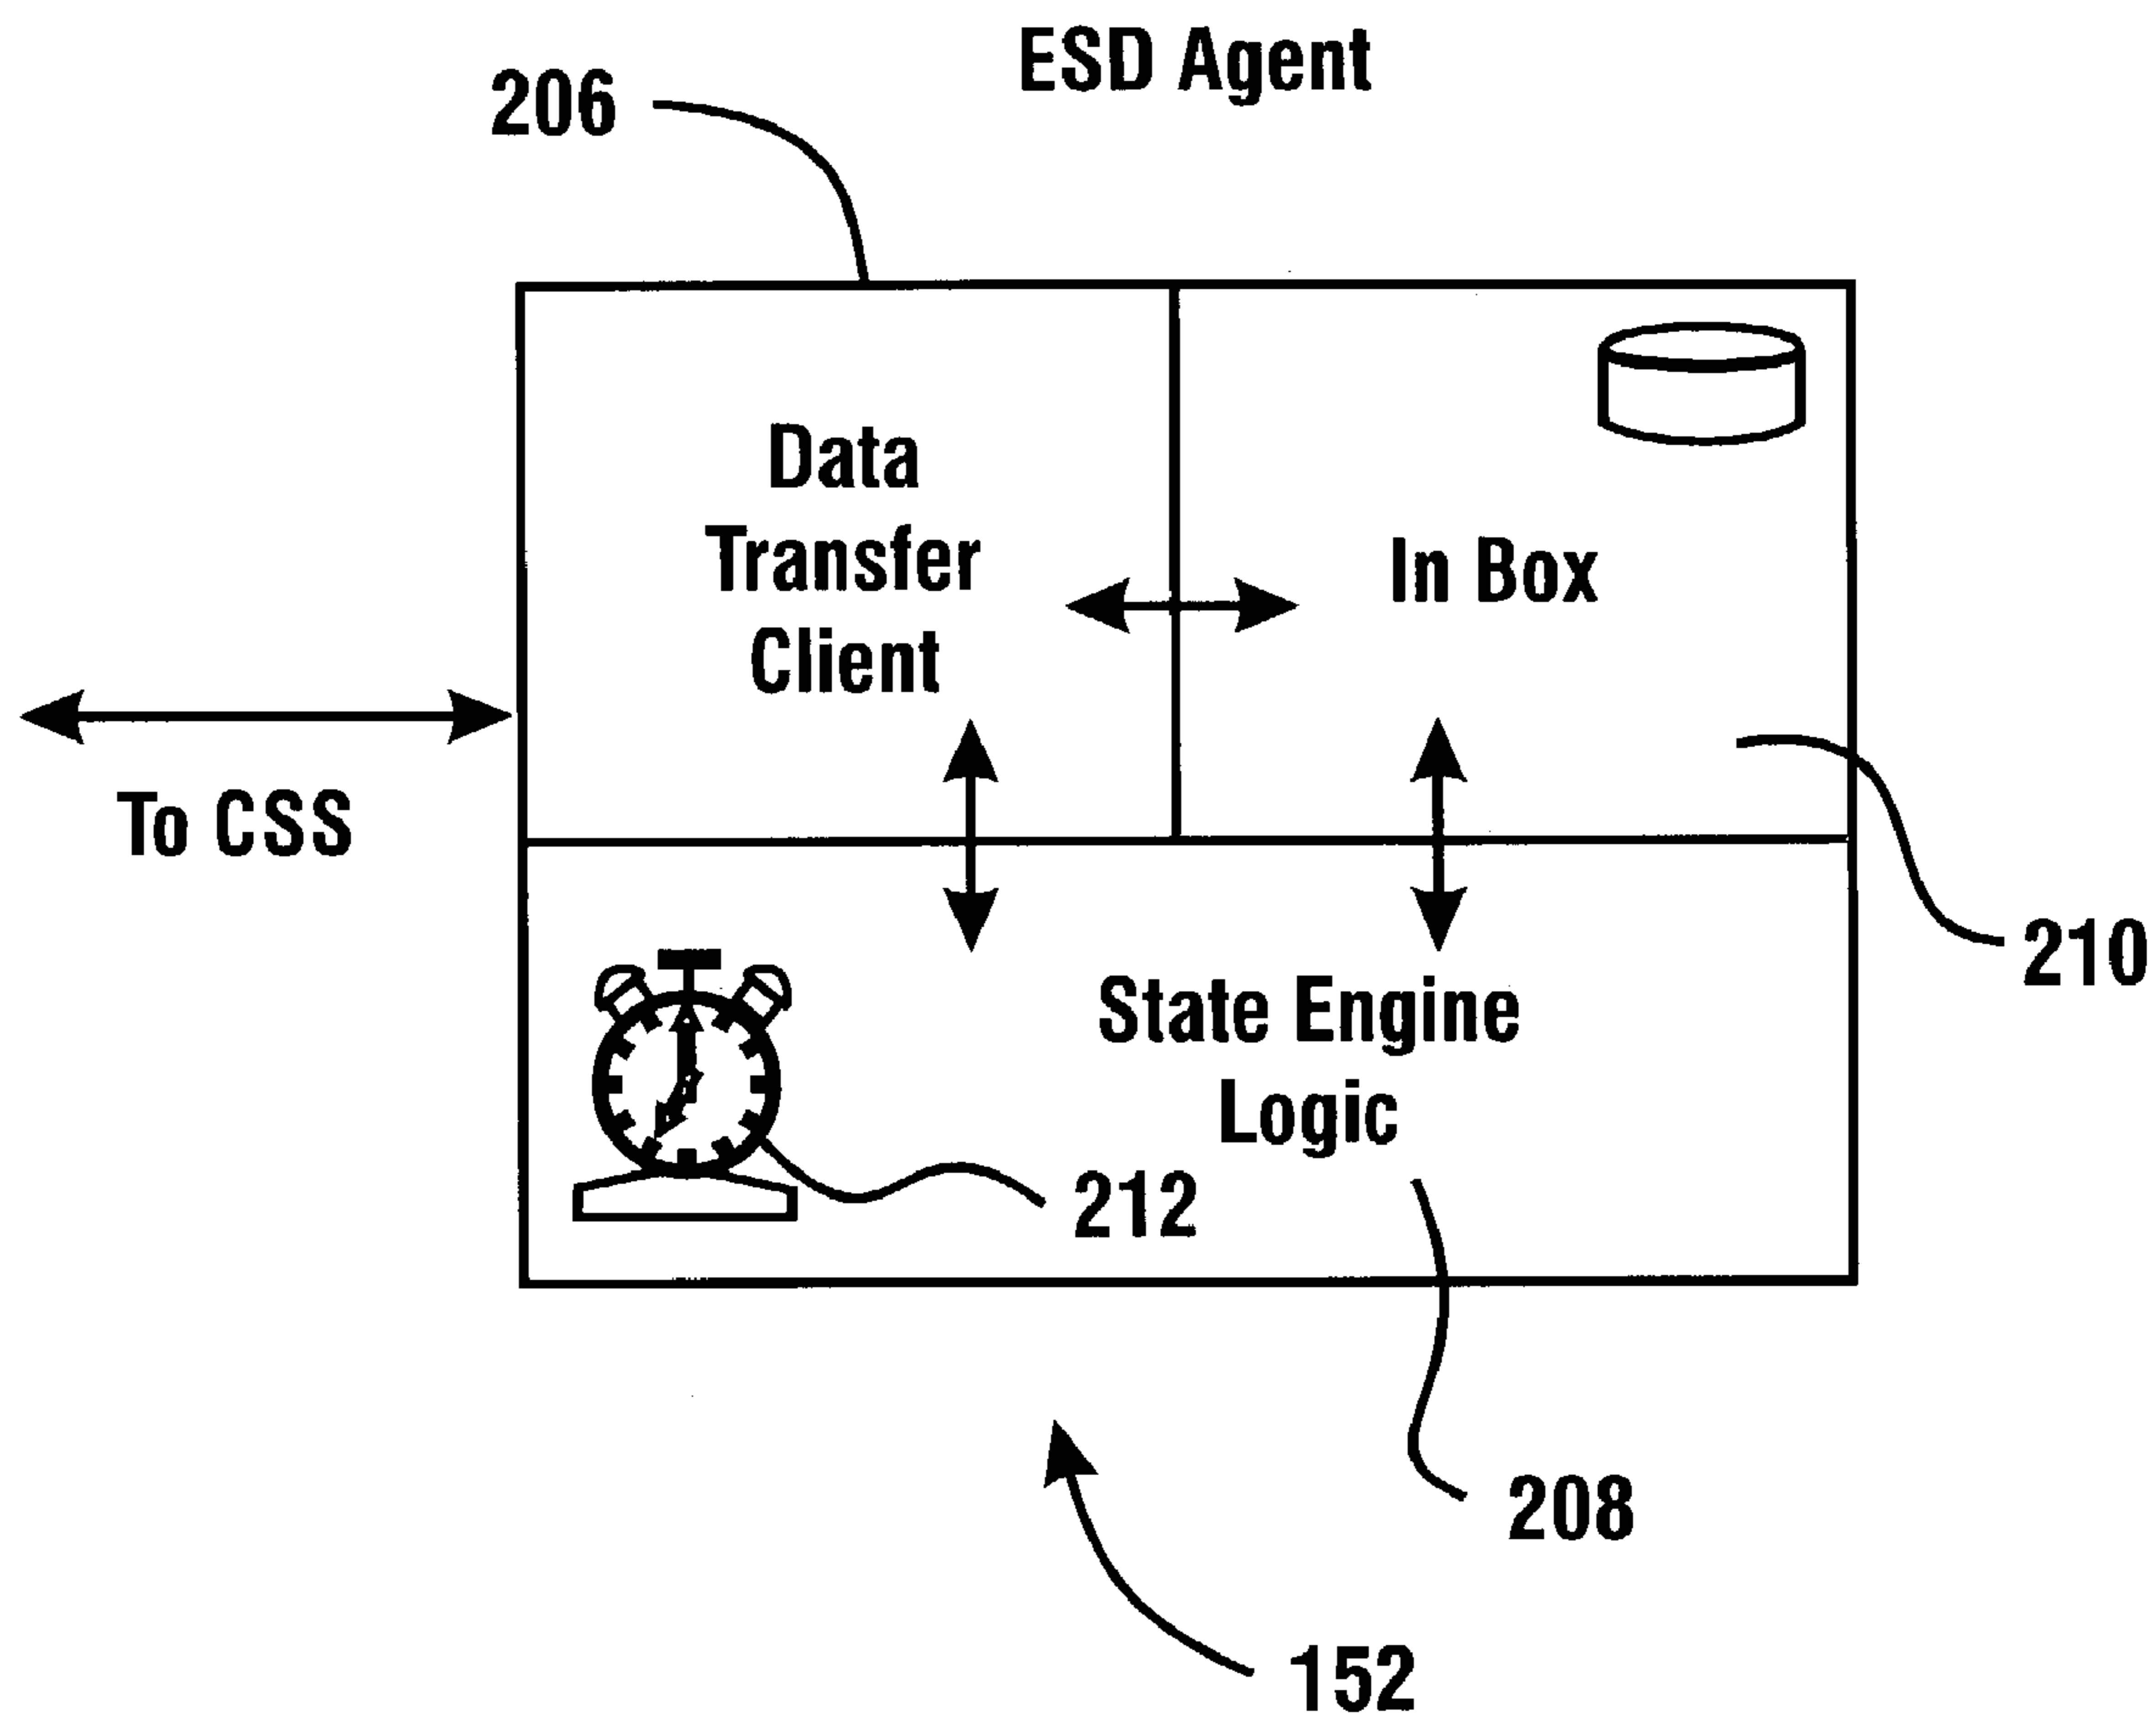 ESD Agent
206
Data
Transfer
Client
In Box
To CSS
210
State Engine
Logic
212
208
152